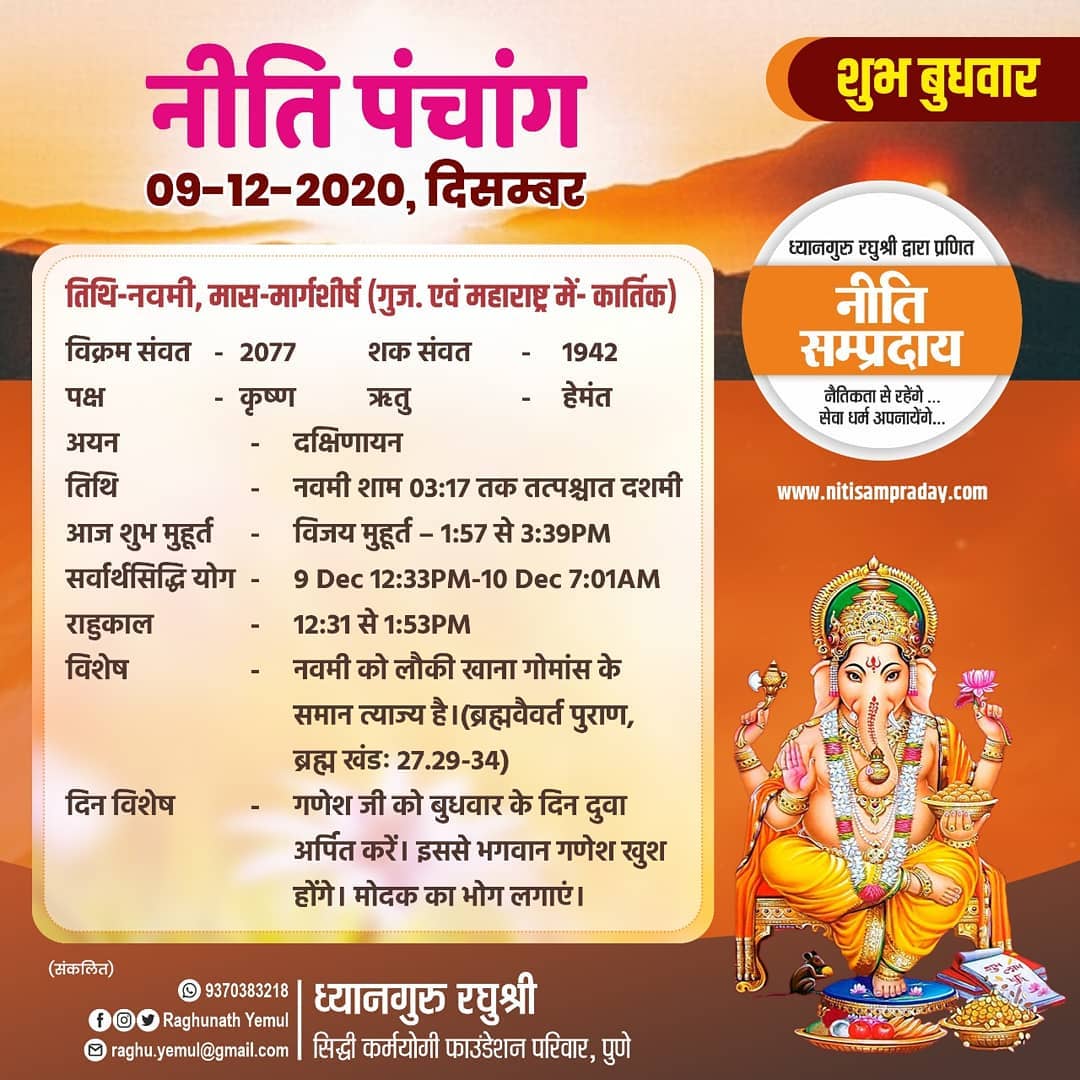 नीति पंचांग
09-12-2020, दिसम्बर
शुभ बुधवार
ध्यानगुरु रघुश्री द्वारा प्रणित
नीति
सम्प्रदाय
नैतिकता से रहेंगे ...
सेवा धर्म अपनायेंगे...
www.nitisampraday.com
तिथि-नवमी, मास-मार्गशीर्ष (गुज. एवं महाराष्ट्र में- कार्तिक)
विक्रम संवत - 2077 शक संवत - 1942
पक्ष - कृष्ण ऋतु - हेमंत
अयन - दक्षिणायन
तिथि - नवमी शाम 03:17 तक तत्पश्चात दशमी
आज शुभ मुहूर्त - विजय मुहूर्त – 1:57 से 3:39PM
सर्वार्थसिद्धि योग - 9 Dec 12:33PM-10 Dec 7:01AM
राहुकाल - 12:31 से 1:53PM
विशेष - नवमी को लौकी खाना गोमांस के
समान त्याज्य है।(ब्रह्मवैवर्त पुराण,
ब्रह्म खंडः 27.29-34)
दिन विशेष - गणेश जी को बुधवार के दिन दुवा
अर्पित करें। इससे भगवान गणेश खुश
होंगे। मोदक का भोग लगाएं।
(संकलित)
9370383218
Raghunath Yemul
raghu.yemul@gmail.com
ध्यानगुरु रघुश्री
सिद्धी कर्मयोगी फाउंडेशन परिवार, पुणे
शुभ लाभ